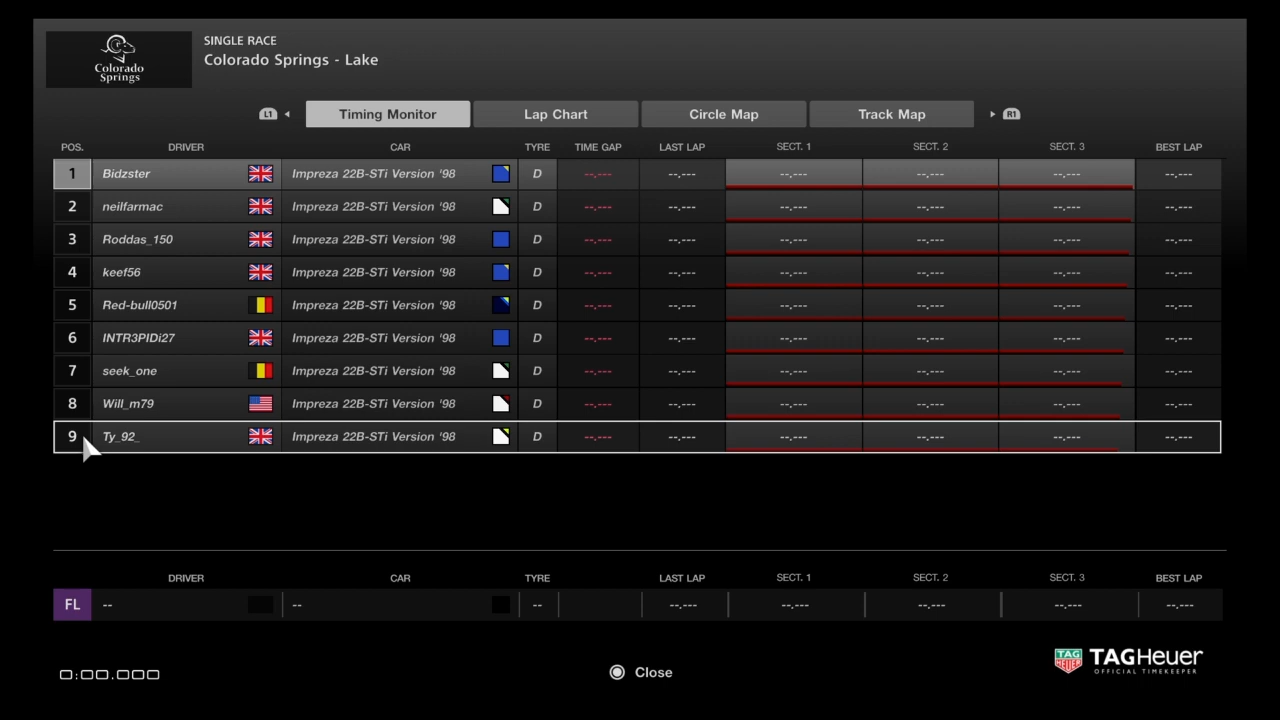 Colorado
Springs
SINGLE RACE
Colorado Springs - Lake
L1 Timing Monitor Lap Chart Circle Map Track Map R1
POS. DRIVER CAR TYRE TIME GAP LAST LAP SECT. 1 SECT. 2 SECT. 3 BEST LAP
1 Bidzster Impreza 22B-STi Version '98 D --.--- --.--- --.--- --.--- --.--- --.---
2 neilfarmac Impreza 22B-STi Version '98 D --.--- --.--- --.--- --.--- --.--- --.---
3 Roddas_150 Impreza 22B-STi Version '98 D --.--- --.--- --.--- --.--- --.--- --.---
4 keef56 Impreza 22B-STi Version '98 D --.--- --.--- --.--- --.--- --.--- --.---
5 Red-bull0501 Impreza 22B-STi Version '98 D --.--- --.--- --.--- --.--- --.--- --.---
6 INTR3PIDi27 Impreza 22B-STi Version '98 D --.--- --.--- --.--- --.--- --.--- --.---
7 seek_one Impreza 22B-STi Version '98 D --.--- --.--- --.--- --.--- --.--- --.---
8 Will_m79 Impreza 22B-STi Version '98 D --.--- --.--- --.--- --.--- --.--- --.---
9 Ty_92_ Impreza 22B-STi Version '98 D --.--- --.--- --.--- --.--- --.--- --.---
DRIVER CAR TYRE LAST LAP SECT. 1 SECT. 2 SECT. 3 BEST LAP
FL -- -- -- --.--- --.--- --.--- --.--- --.---
0:00.000
Close
TAG
HEUER
TAGHeuer
OFFICIAL TIMEKEEPER